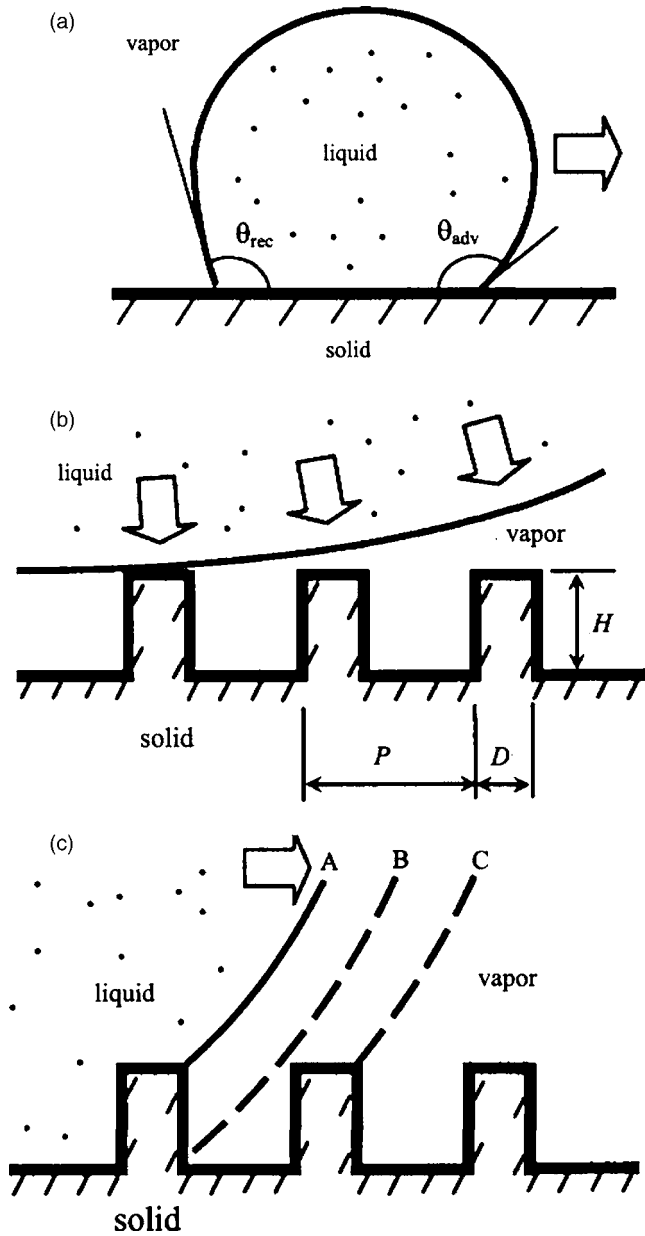 (a)
vapor
liquid
θrec
θadv
solid
(b)
liquid
vapor
H
solid
P
D
(c)
A
B
C
liquid
vapor
solid